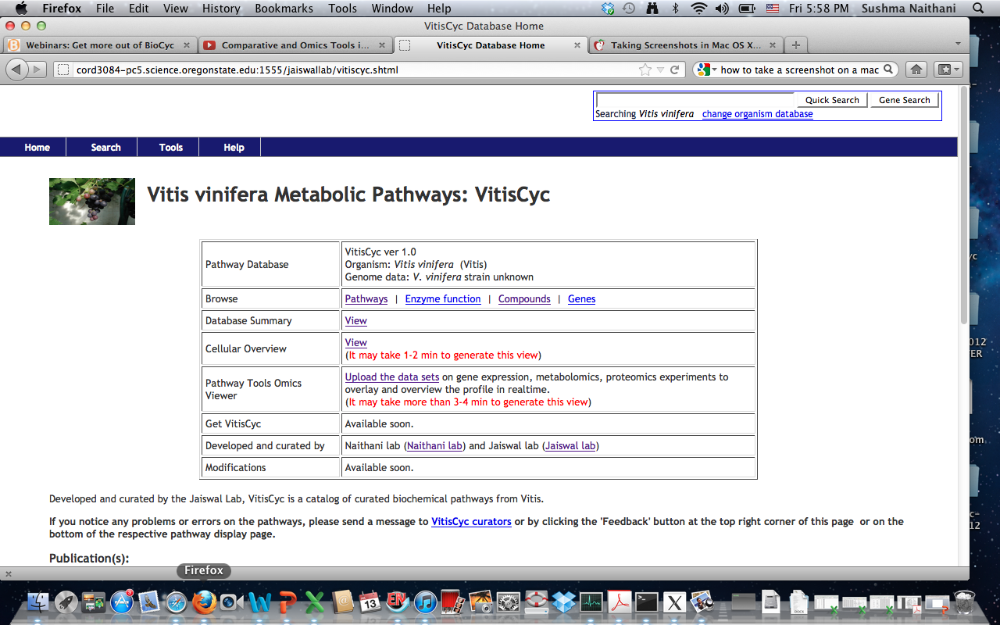 Firefox File Edit View History Bookmarks Tools Window Help Fri 5:58 PM Sushma Naithani
VitisCyc Database Home
Webinars: Get more out of BioCyc Comparative and Omics Tools i... VitisCyc Database Home Taking Screenshots in Mac OS X...
cord3084-pc5.science.oregonstate.edu:1555/jaiswallab/vitiscyc.shtml how to take a screenshot on a mac
Quick Search Gene Search
Searching Vitis vinifera change organism database
Home Search Tools Help
Vitis vinifera Metabolic Pathways: VitisCyc
Pathway Database
VitisCyc ver 1.0
Organism: Vitis vinifera (Vitis)
Genome data: V. vinifera strain unknown
Browse
Pathways | Enzyme function | Compounds | Genes
Database Summary
View
Cellular Overview
View
(It may take 1-2 min to generate this view)
Pathway Tools Omics
Viewer
Upload the data sets on gene expression, metabolomics, proteomics experiments to
overlay and overview the profile in realtime.
(It may take more than 3-4 min to generate this view)
Get VitisCyc
Available soon.
Developed and curated by
Naithani lab (Naithani lab) and Jaiswal lab (Jaiswal lab)
Modifications
Available soon.
Developed and curated by the Jaiswal Lab, VitisCyc is a catalog of curated biochemical pathways from Vitis.
If you notice any problems or errors on the pathways, please send a message to VitisCyc curators or by clicking the 'Feedback' button at the top right corner of this page or on the
bottom of the respective pathway display page.
Publication(s):
Firefox